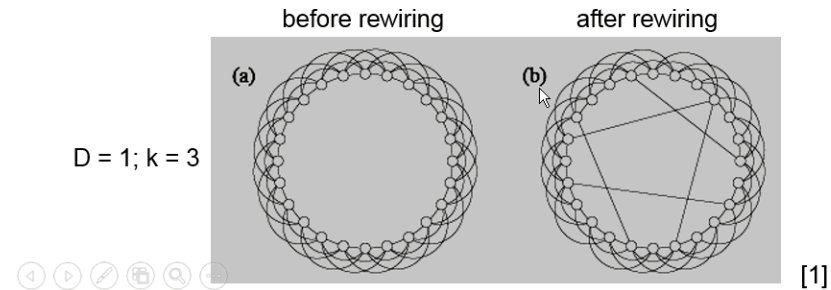 before rewiring
after rewiring
(a)
(b)
D = 1; k = 3
[1]